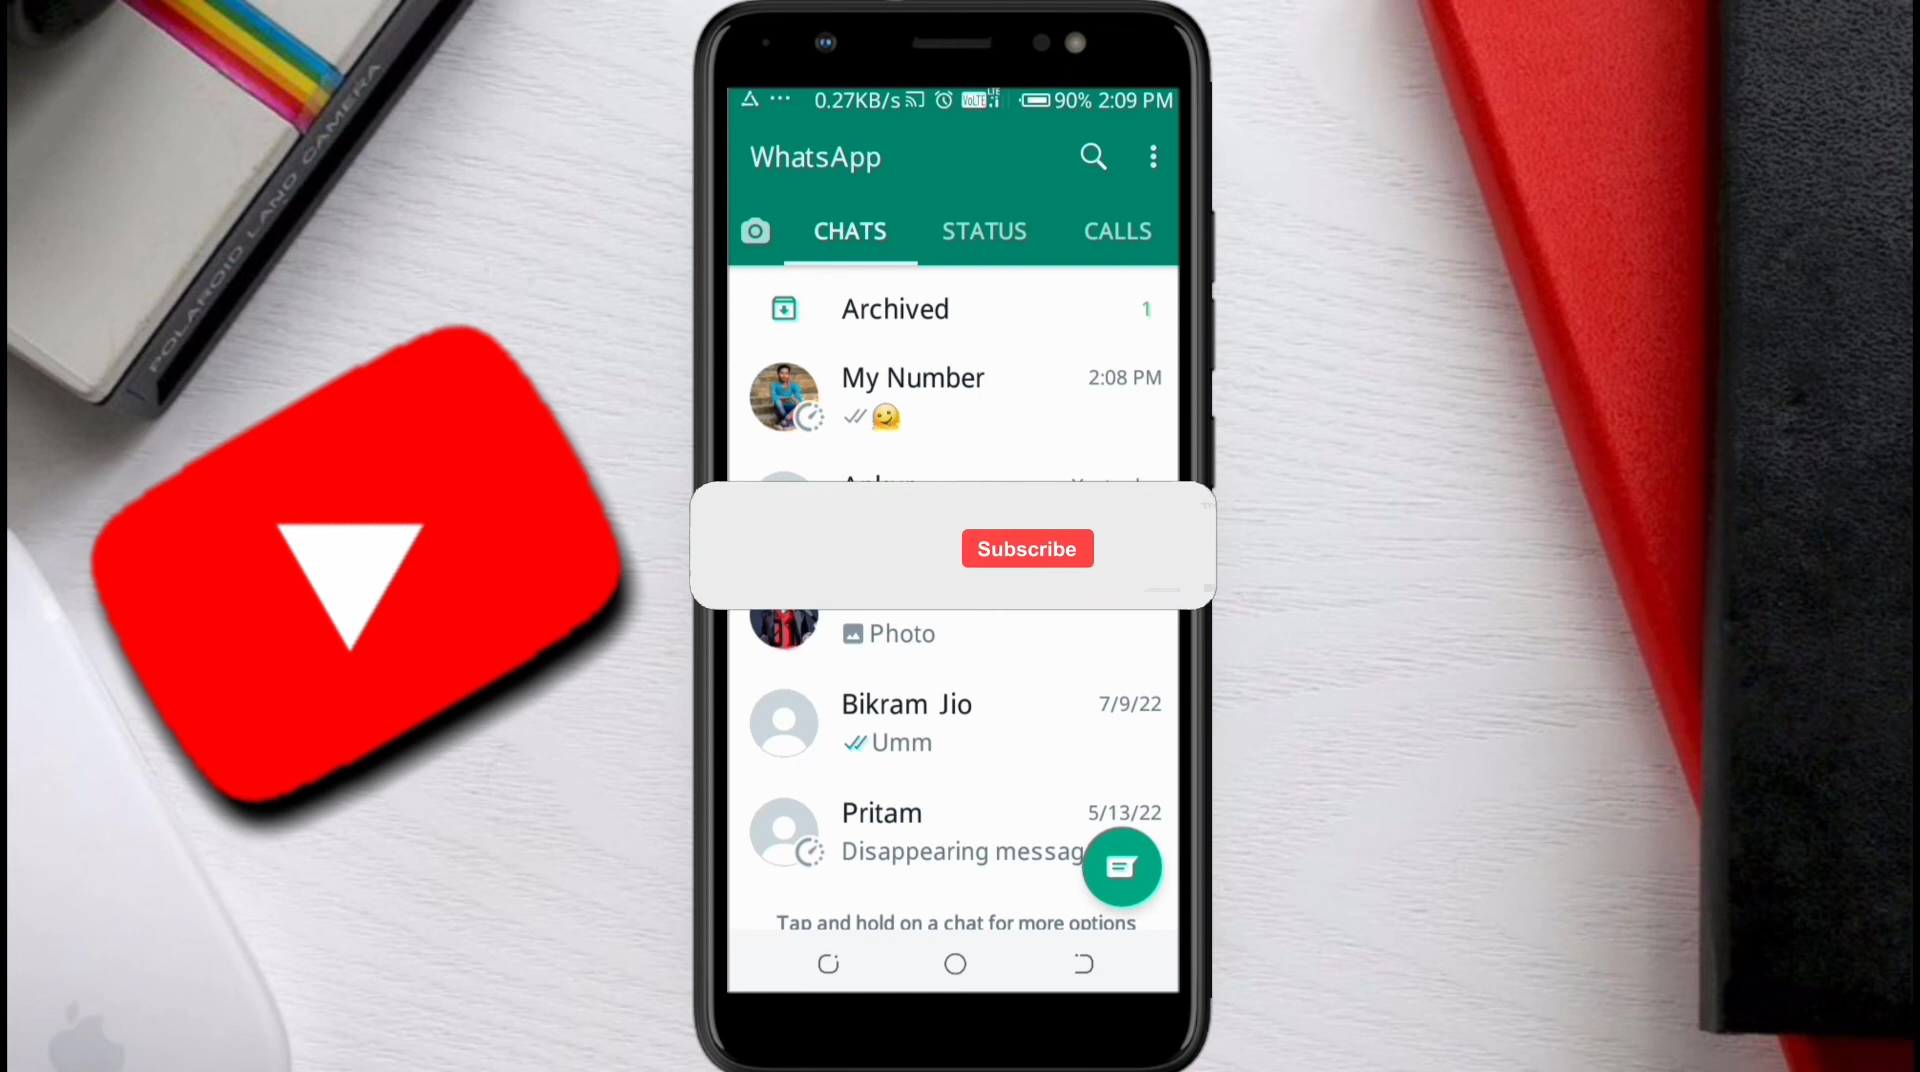 POLAROID LAND CAMERA
0.27KB/s VoLTE LTE 90% 2:09 PM
WhatsApp
CHATS STATUS CALLS
Archived 1
My Number 2:08 PM
Subscribe
Photo
Bikram Jio 7/9/22
Umm
Pritam 5/13/22
Disappearing messag
Tap and hold on a chat for more options